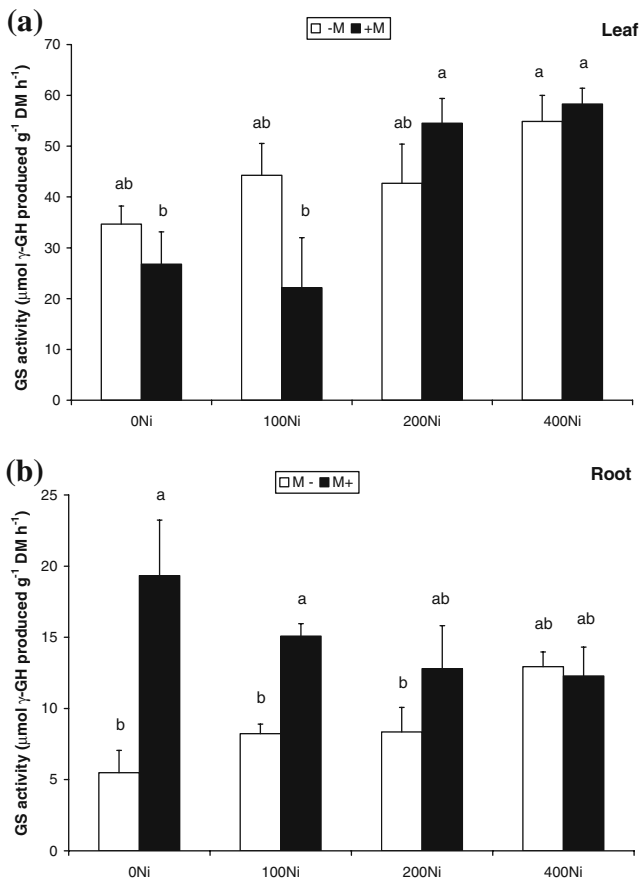 (a)
-M +M
Leaf
GS activity (µmol γ-GH produced g⁻¹ DM h⁻¹)
70
60
50
40
30
20
10
0
ab
b
ab
b
ab
a
a
a
0Ni 100Ni 200Ni 400Ni
(b)
M - M+
Root
GS activity (µmol γ-GH produced g⁻¹ DM h⁻¹)
25
20
15
10
5
0
b
a
b
a
b
ab
ab
ab
0Ni 100Ni 200Ni 400Ni